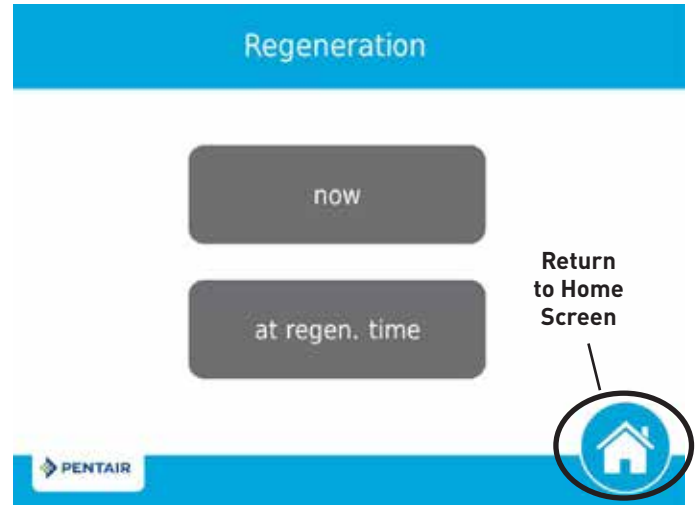 Regeneration
now
Return
to Home
Screen
at regen. time
PENTAIR